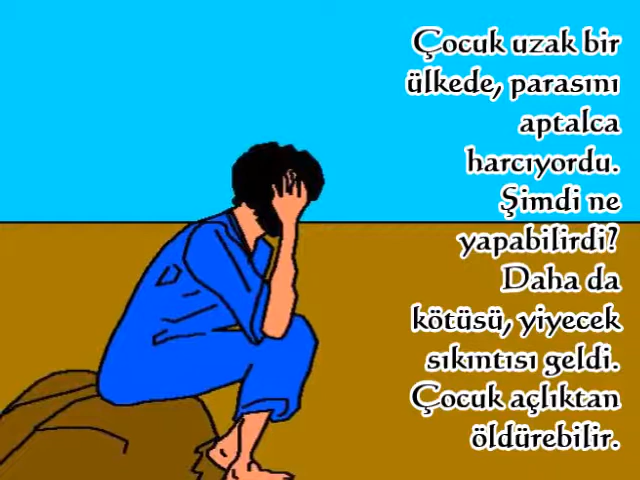 Çocuk uzak bir
ülkede, parasını
aptalca
harcıyordu.
Şimdi ne
yapabilirdi?
Daha da
kötüsü, yiyecek
sıkıntısı geldi.
Çocuk açlıktan
öldürebilir.